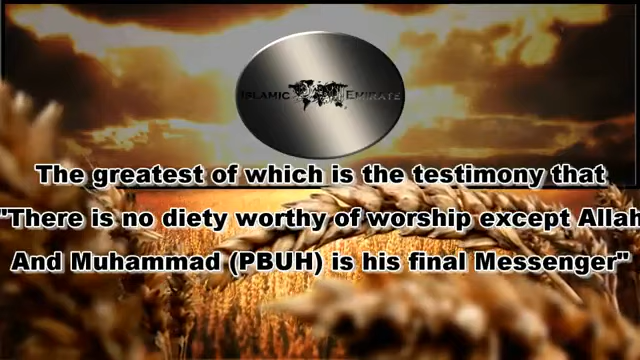 ISLAMIC EMIRATE
The greatest of which is the testimony that
"There is no diety worthy of worship except Allah
And Muhammad (PBUH) is his final Messenger"